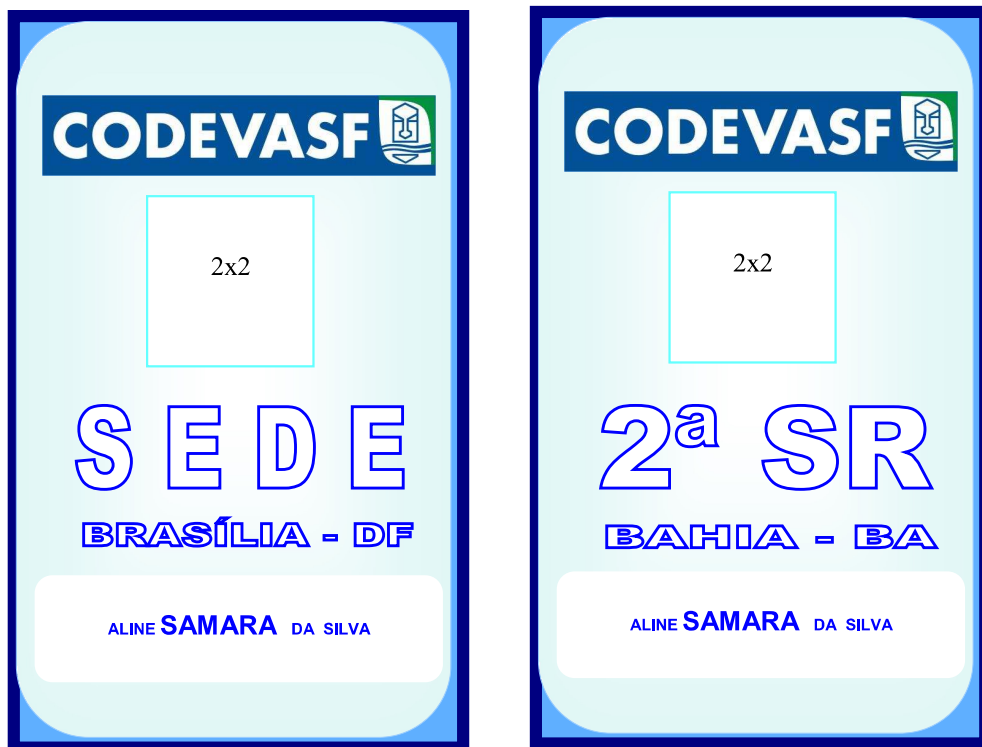 CODEVASF
2x2
S E D E
BRASÍLIA - DF
ALINE SAMARA DA SILVA
CODEVASF
2x2
2ª SR
BAHIA - BA
ALINE SAMARA DA SILVA